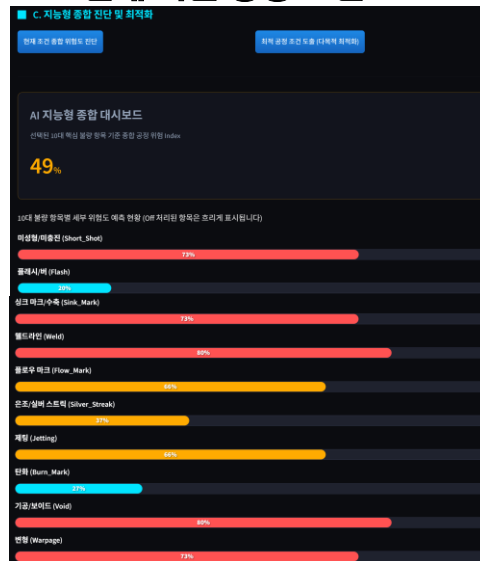 C. 지능형 종합 진단 및 최적화
현재 조건 종합 위험도 진단
최적 공정 조건 도출 (다목적 최적화)
AI 지능형 종합 대시보드
선택된 10대 핵심 불량 항목 기준 종합 공정 위험 Index
49%
10대 불량 항목별 세부 위험도 예측 현황 (Off 처리된 항목은 흐리게 표시됩니다)
미성형/미충진 (Short_Shot)
73%
플래시/버 (Flash)
20%
싱크 마크/수축 (Sink_Mark)
73%
웰드라인 (Weld)
80%
플로우 마크 (Flow_Mark)
66%
은조/실버 스트릭 (Silver_Streak)
37%
제팅 (Jetting)
66%
탄화 (Burn_Mark)
27%
기공/보이드 (Void)
80%
변형 (Warpage)
73%